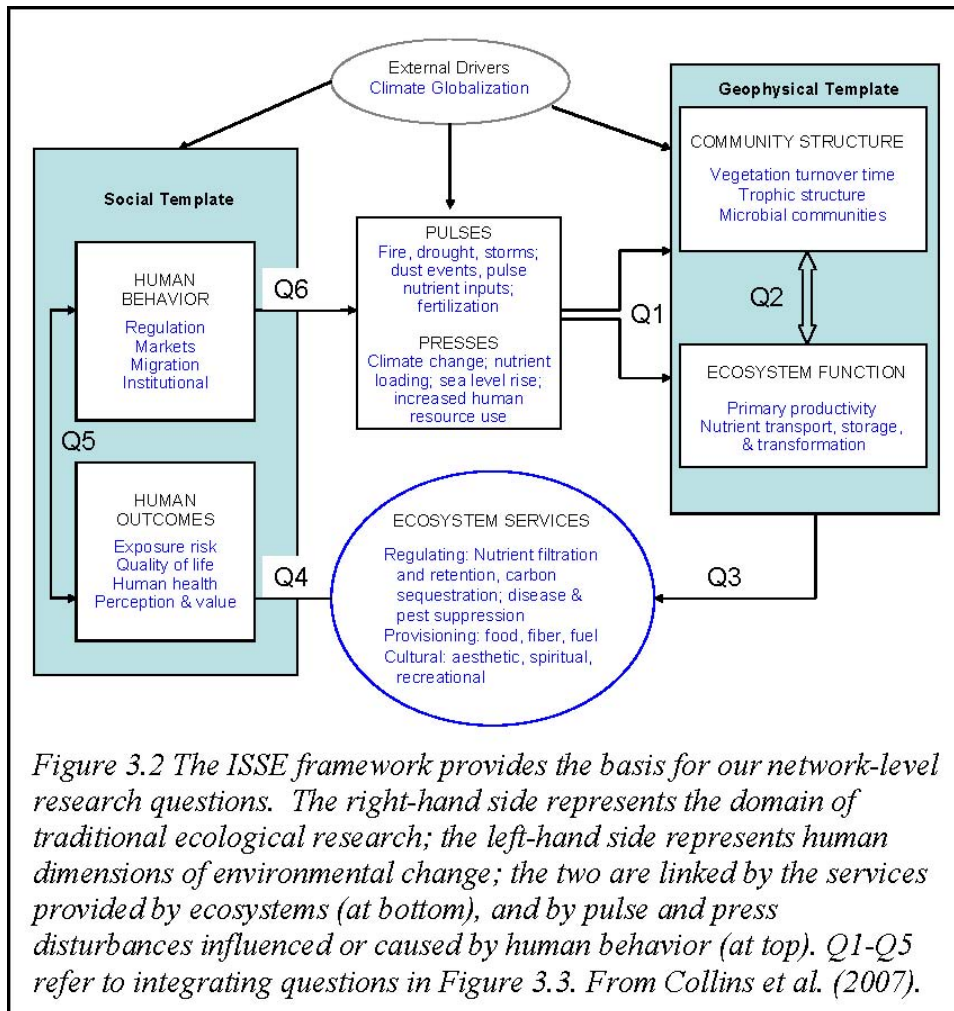 External Drivers
Climate Globalization
Geophysical Template
COMMUNITY STRUCTURE
Vegetation turnover time
Trophic structure
Microbial communities
Social Template
HUMAN
BEHAVIOR
Regulation
Markets
Migration
Institutional
Q6
PULSES
Fire, drought, storms;
dust events, pulse
nutrient inputs;
fertilization
PRESSES
Climate change; nutrient
loading; sea level rise;
increased human
resource use
Q1
Q2
ECOSYSTEM FUNCTION
Primary productivity
Nutrient transport, storage,
& transformation
Q5
HUMAN
OUTCOMES
Exposure risk
Quality of life
Human health
Perception & value
Q4
ECOSYSTEM SERVICES
Regulating: Nutrient filtration
and retention, carbon
sequestration; disease &
pest suppression
Provisioning: food, fiber, fuel
Cultural: aesthetic, spiritual,
recreational
Q3
Figure 3.2 The ISSE framework provides the basis for our network-level
research questions. The right-hand side represents the domain of
traditional ecological research; the left-hand side represents human
dimensions of environmental change; the two are linked by the services
provided by ecosystems (at bottom), and by pulse and press
disturbances influenced or caused by human behavior (at top). Q1-Q5
refer to integrating questions in Figure 3.3. From Collins et al. (2007).